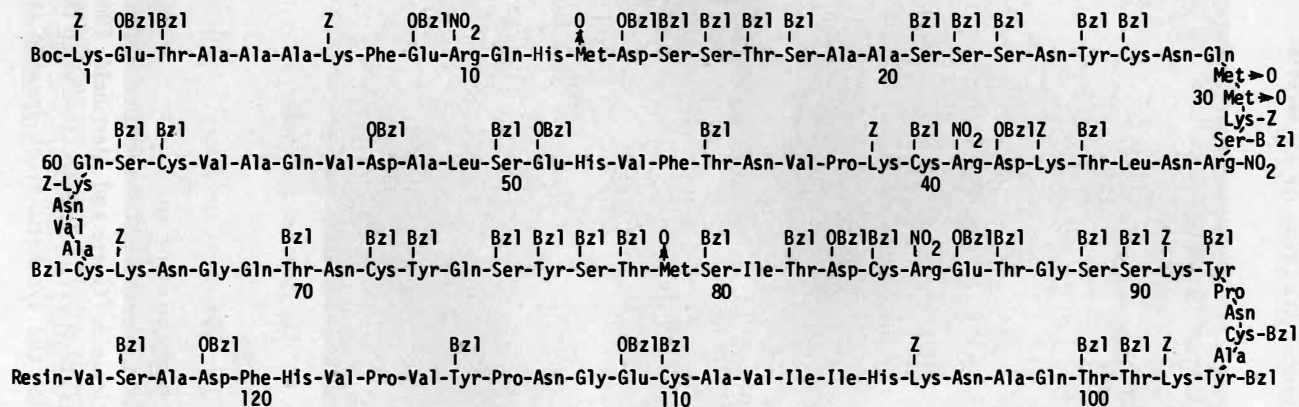 Z OBzl Bzl Z OBzl NO₂ O OBzl Bzl Bzl Bzl Bzl Bzl Bzl Bzl Bzl Bzl
Boc-Lys-Glu-Thr-Ala-Ala-Ala-Lys-Phe-Glu-Arg-Gln-His-Met-Asp-Ser-Ser-Thr-Ser-Ala-Ala-Ser-Ser-Ser-Asn-Tyr-Cys-Asn-Gln
1 10 20
Met➤O
30 Met➤O
Lys-Z
Ser-B zl
Bzl Bzl OBzl Bzl OBzl Bzl Z Bzl NO₂ OBzl Z Bzl
60 Gln-Ser-Cys-Val-Ala-Gln-Val-Asp-Ala-Leu-Ser-Glu-His-Val-Phe-Thr-Asn-Val-Pro-Lys-Cys-Arg-Asp-Lys-Thr-Leu-Asn-Arg-NO₂
50 40
Z-Lys
Asn
Val
Ala
Z Bzl Bzl Bzl Bzl Bzl Bzl Bzl O Bzl Bzl OBzl Bzl NO₂ OBzl Bzl Bzl Bzl Z Bzl
Bzl-Cys-Lys-Asn-Gly-Gln-Thr-Asn-Cys-Tyr-Gln-Ser-Tyr-Ser-Thr-Met-Ser-Ile-Thr-Asp-Cys-Arg-Glu-Thr-Gly-Ser-Ser-Lys-Tyr
70 80 90
Pro
Asn
Cys-Bzl
Ala
Bzl OBzl Bzl OBzl Bzl Z Bzl Bzl Z
Resin-Val-Ser-Ala-Asp-Phe-His-Val-Pro-Val-Tyr-Pro-Asn-Gly-Glu-Cys-Ala-Val-Ile-Ile-His-Lys-Asn-Ala-Gln-Thr-Thr-Lys-Tyr-Bzl
120 110 100